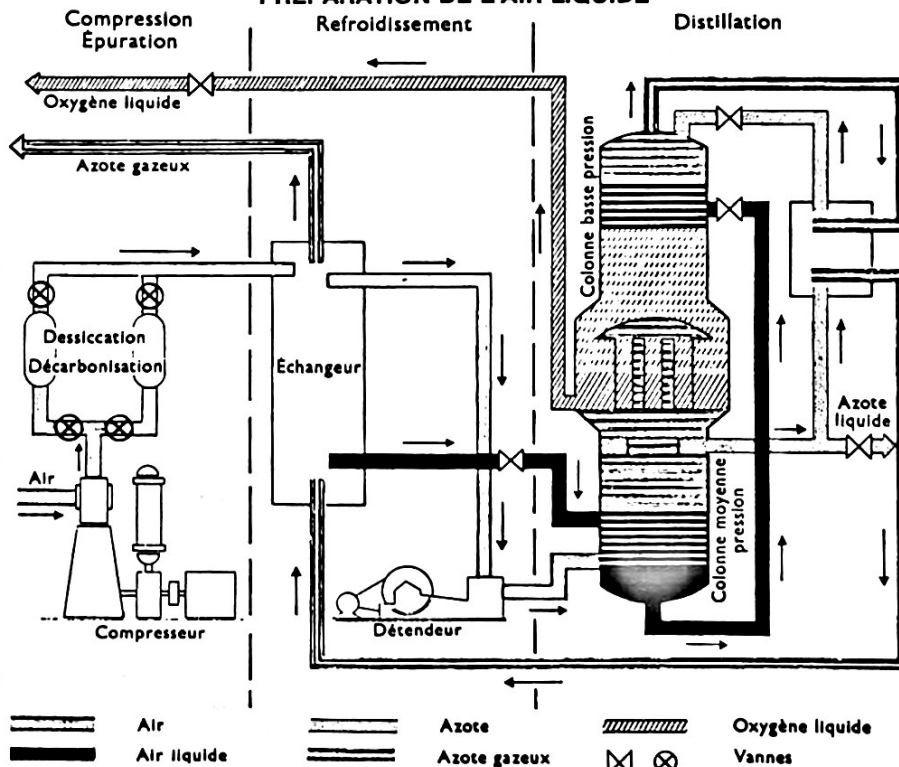 PRÉPARATION DE L'AIR LIQUIDE
Compression
Épuration
Refroidissement
Distillation
Oxygène liquide
Azote gazeux
Colonne basse pression
Dessiccation
Décarbonisation
Échangeur
Azote
liquide
Air
Colonne moyenne
pression
Compresseur
Détendeur
Air
Azote
Oxygène liquide
Air liquide
Azote gazeux
Vannes